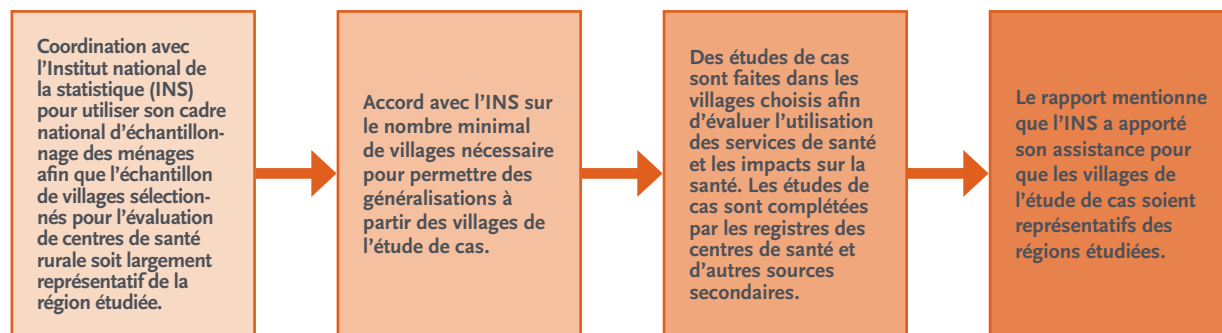 Coordination avec
l’Institut national de
la statistique (INS)
pour utiliser son cadre
national d’échantillon-
nage des ménages
afin que l’échantillon
de villages sélection-
nés pour l’évaluation
de centres de santé
rurale soit largement
représentatif de la
région étudiée.
Accord avec l’INS sur
le nombre minimal
de villages nécessaire
pour permettre des
généralisations à
partir des villages de
l’étude de cas.
Des études de cas
sont faites dans les
villages choisis afin
d’évaluer l’utilisation
des services de santé
et les impacts sur la
santé. Les études de
cas sont complétées
par les registres des
centres de santé et
d’autres sources
secondaires.
Le rapport mentionne
que l’INS a apporté
son assistance pour
que les villages de
l’étude de cas soient
représentatifs des
régions étudiées.